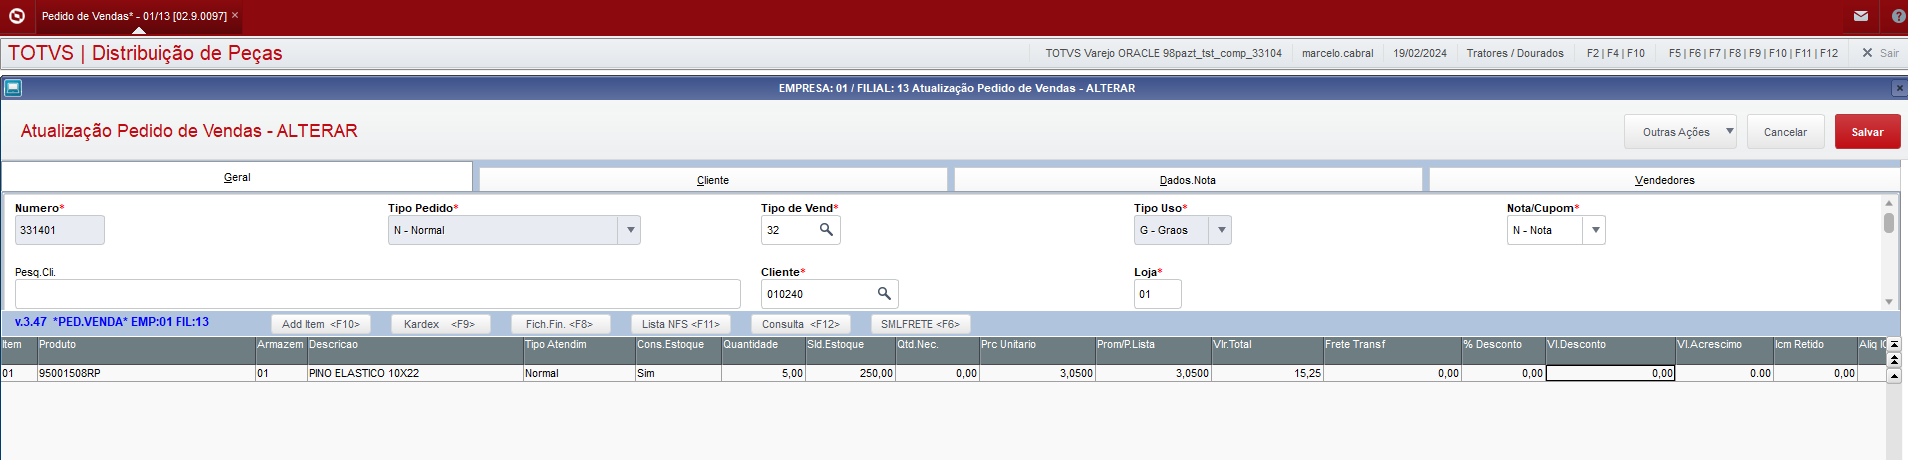 Pedido de Vendas* - 01/13 [02.9.0097] ×
TOTVS | Distribuição de Peças
TOTVS Varejo ORACLE 98pazt_tst_comp_33104 marcelo.cabral 19/02/2024 Tratores / Dourados F2 | F4 | F10 F5 | F6 | F7 | F8 | F9 | F10 | F11 | F12 Sair
EMPRESA: 01 / FILIAL: 13 Atualização Pedido de Vendas - ALTERAR
Atualização Pedido de Vendas - ALTERAR
Outras Ações Cancelar Salvar
Geral Cliente Dados.Nota Vendedores
Numero* Tipo Pedido* Tipo de Vend* Tipo Uso* Nota/Cupom*
331401 N - Normal 32 G - Graos N - Nota
Pesq.Cli. Cliente* Loja*
010240 01
v.3.47 *PED.VENDA* EMP:01 FIL:13 Add Item <F10> Kardex <F9> Fich.Fin. <F8> Lista NFS <F11> Consulta <F12> SMLFRETE <F6>
Item Produto Armazem Descricao Tipo Atendim Cons.Estoque Quantidade Sld.Estoque Qtd.Nec. Prc Unitario Prom/P.Lista Vlr.Total Frete Transf % Desconto Vl.Desconto Vl.Acrescimo Icm Retido Aliq IC
01 95001508RP 01 PINO ELASTICO 10X22 Normal Sim 5,00 250,00 0,00 3,0500 3,0500 15,25 0,00 0,00 0,00 0.00 0,00